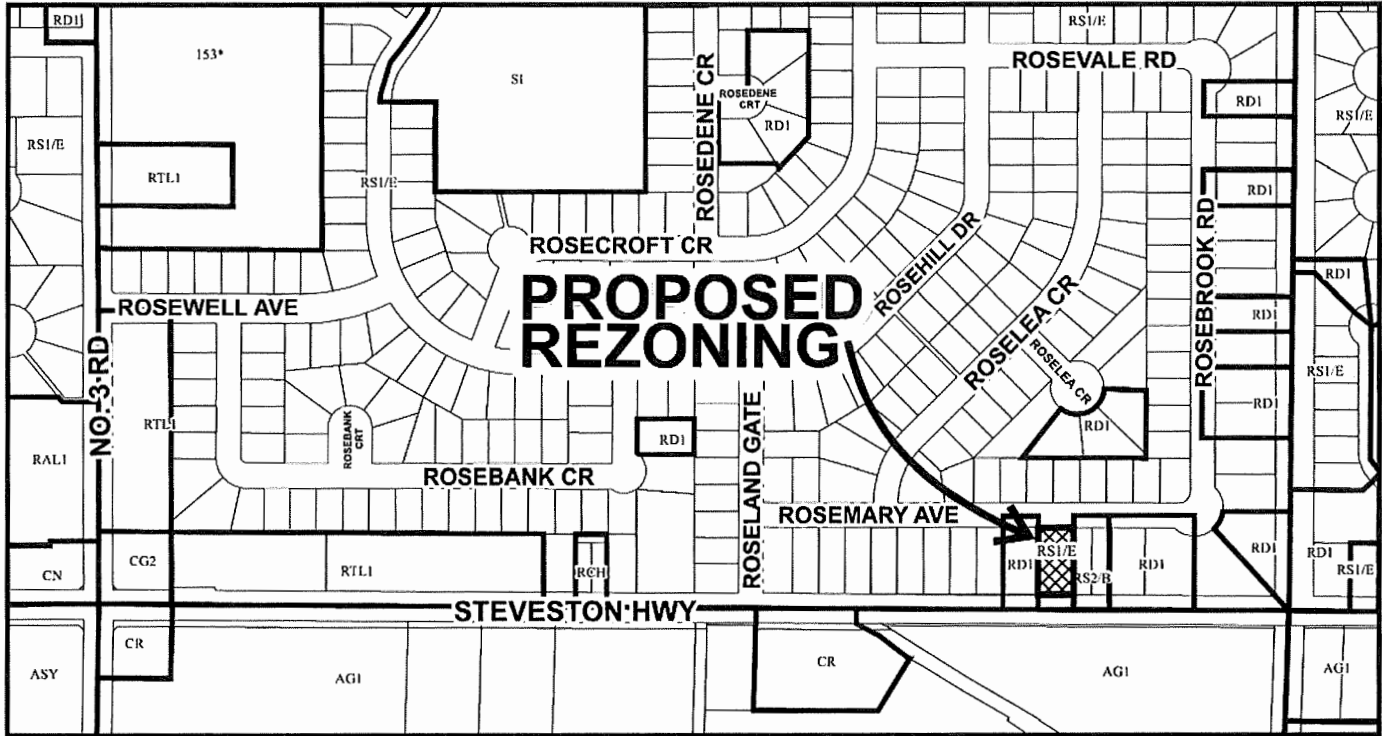 RD1
153*
RS1/E
RTL1
S1
RS1/E
ROSEDENE CR
ROSEDENE
CRT
RD1
RS1/E
ROSEVALE RD
RD1
RS1/E
RD1
ROSEBROOK RD
ROSECROFT CR
PROPOSED
REZONING
ROSEHILL DR
ROSELEA CR
ROSELEA CR
RD1
RD1
RS1/E
RD1
RD1
ROSEWELL AVE
NO. 3 RD
RTL1
RAL1
ROSEBANK
CRT
RD1
ROSEBANK CR
ROSELAND GATE
ROSEMARY AVE
CN
CG2
RTL1
RCH
RD1
RS1/E
RS2/B
RD1
RD1
RD1
RS1/E
STEVESTON HWY
ASY
CR
AG1
CR
AG1
AG1